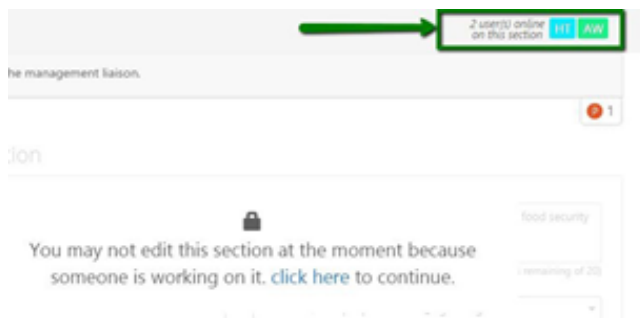 2 user(s) online
on this section HT AW
he management liaison.
P 1
tion
food security
You may not edit this section at the moment because
someone is working on it. click here to continue.
remaining of 20)